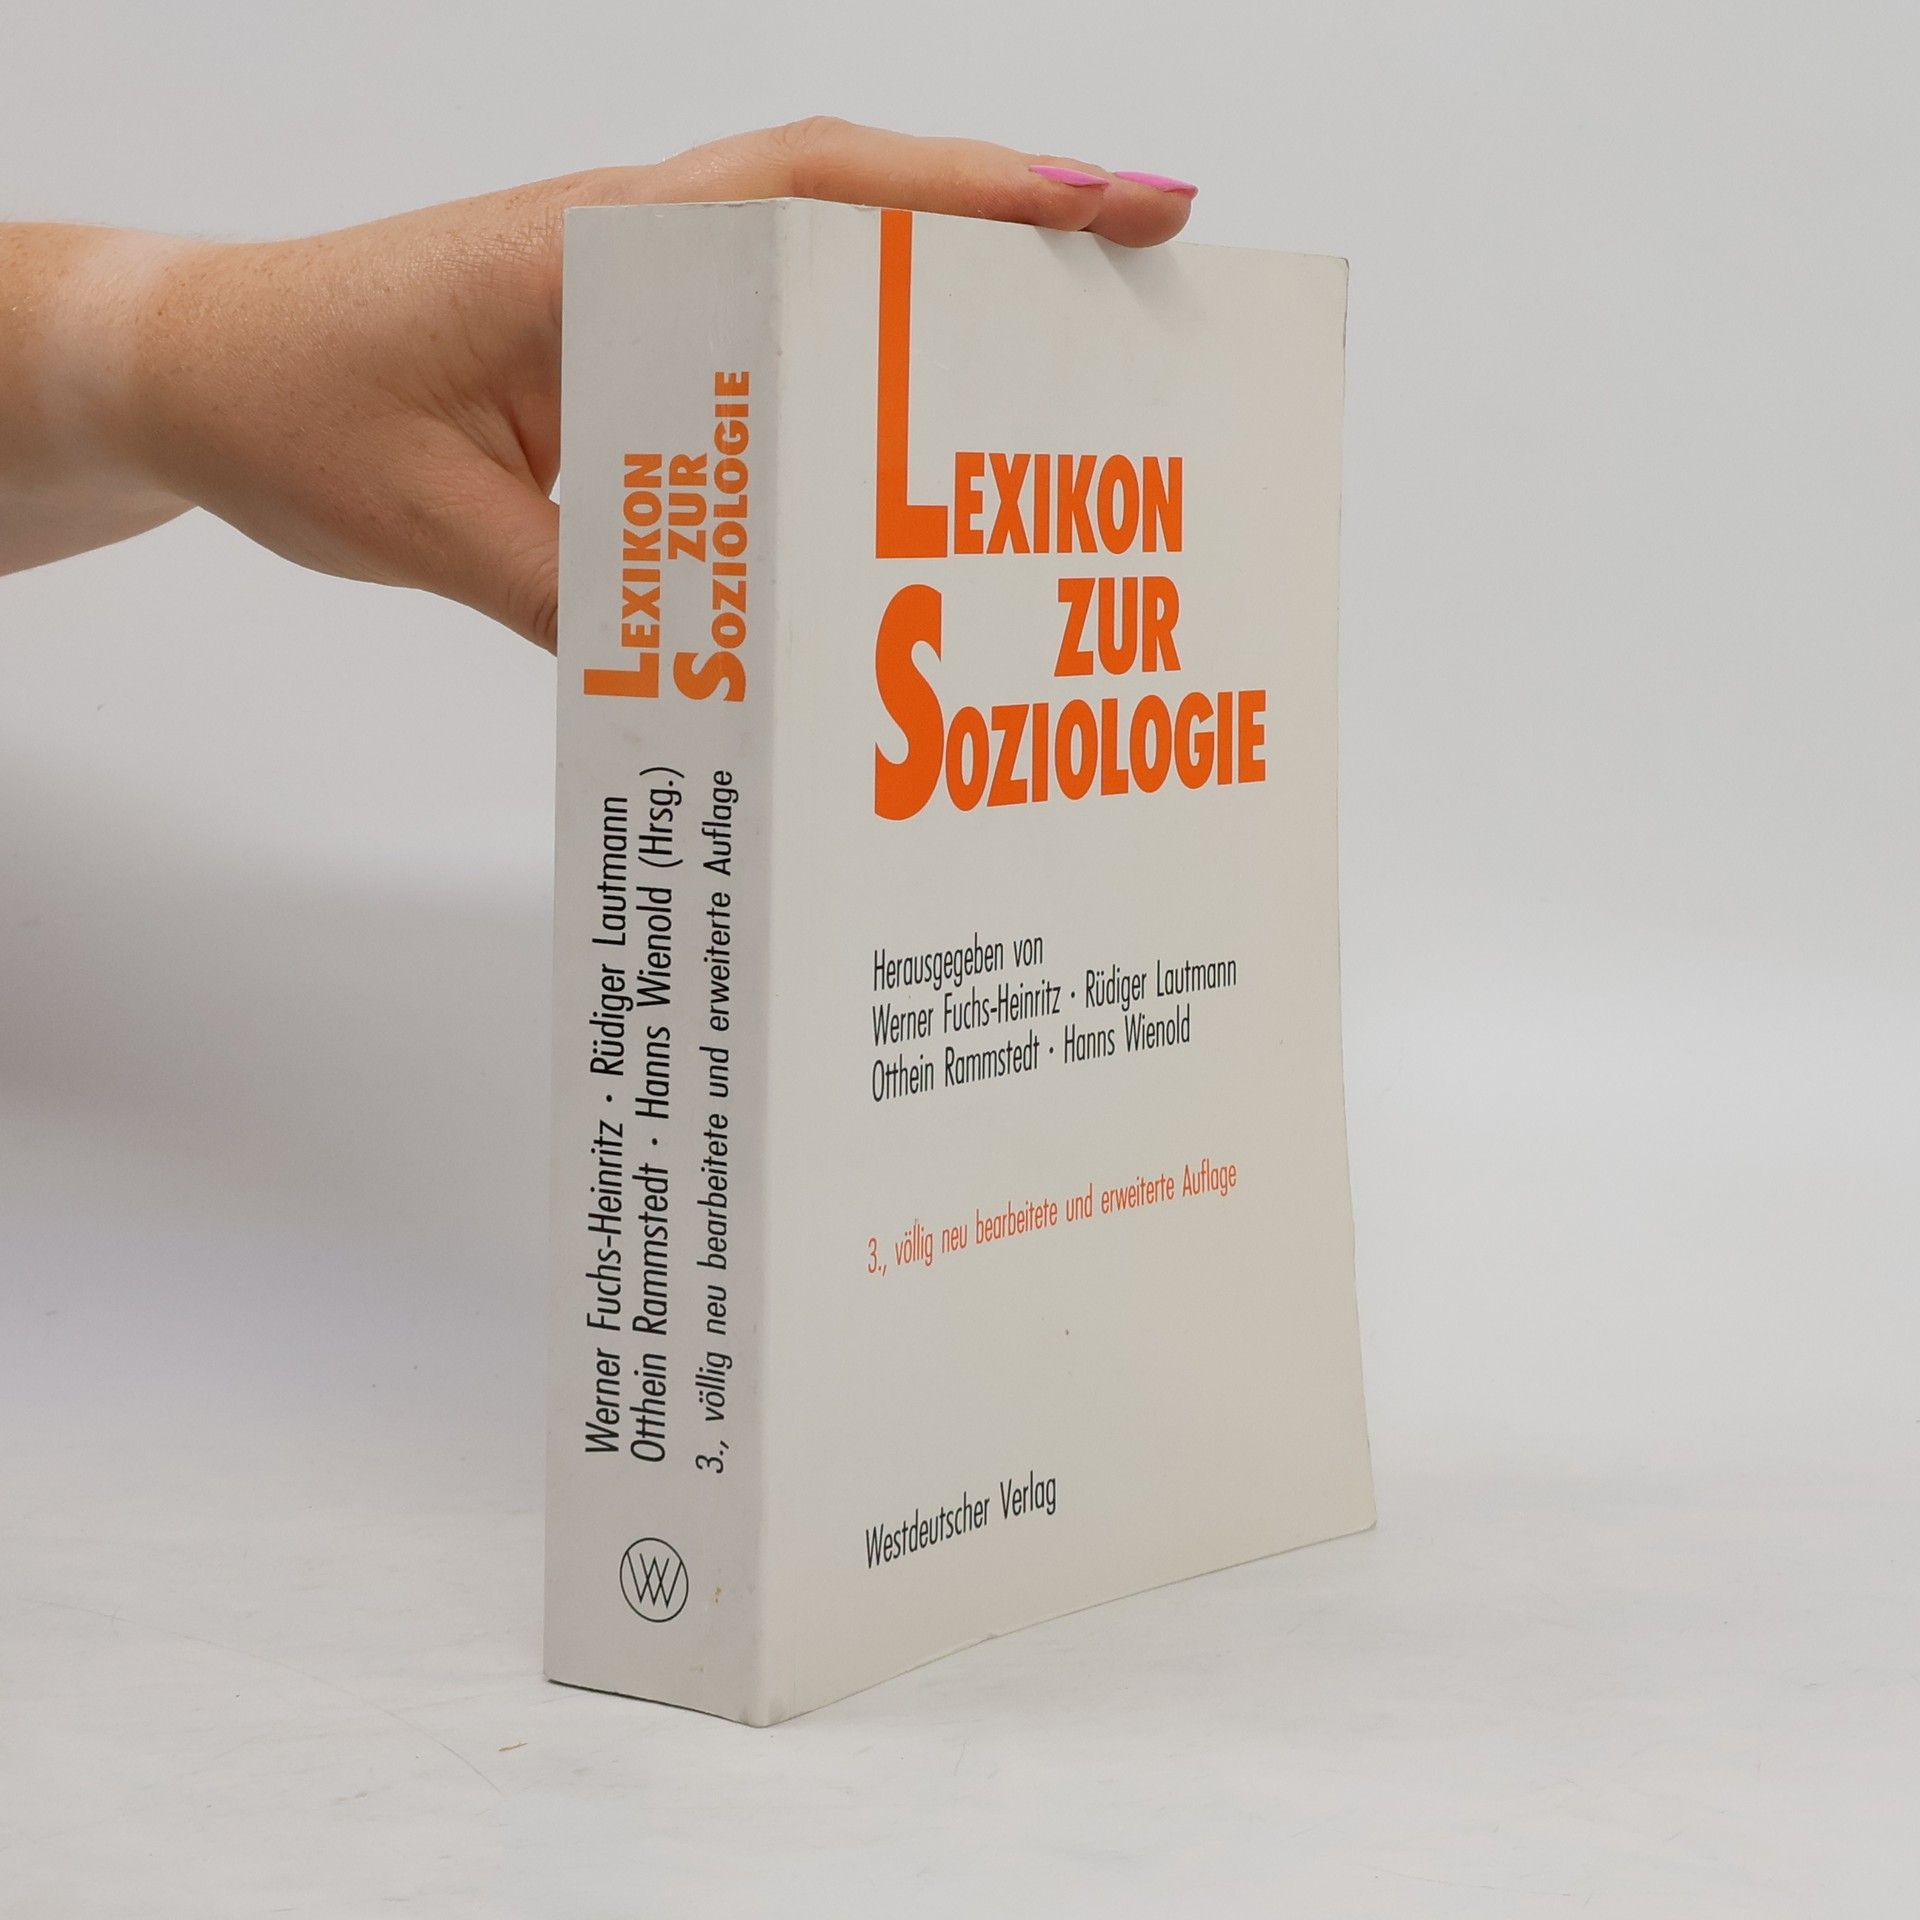 LEXIKON
ZUR
SOZIOLOGIE
Werner Fuchs-Heinritz · Rüdiger Lautmann
Otthein Rammstedt · Hanns Wienold (Hrsg.)
3., völlig neu bearbeitete und erweiterte Auflage
LEXIKON
ZUR
SOZIOLOGIE
Herausgegeben von
Werner Fuchs-Heinritz · Rüdiger Lautmann
Otthein Rammstedt · Hanns Wienold
3., völlig neu bearbeitete und erweiterte Auflage
Westdeutscher Verlag